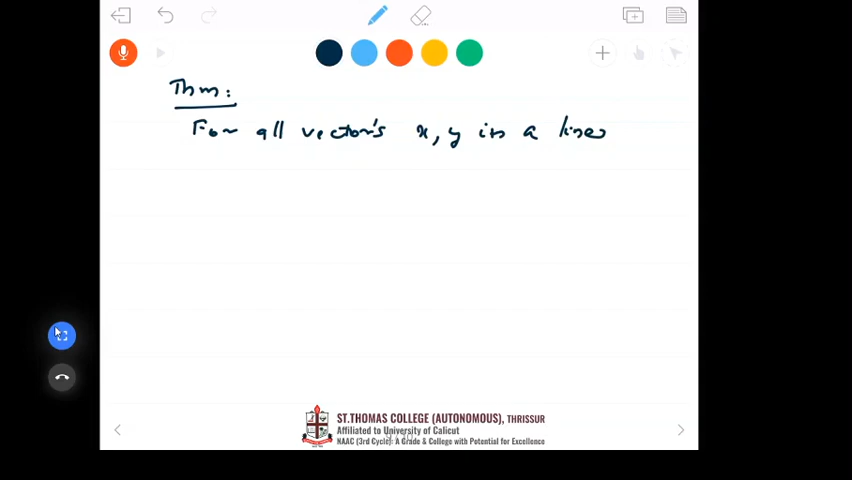 Thm:
For all vector's x, y in a linea
ST.THOMAS COLLEGE (AUTONOMOUS), THRISSUR
Affiliated to University of Calicut
NAAC (3rd Cycle): A Grade & College with Potential for Excellence